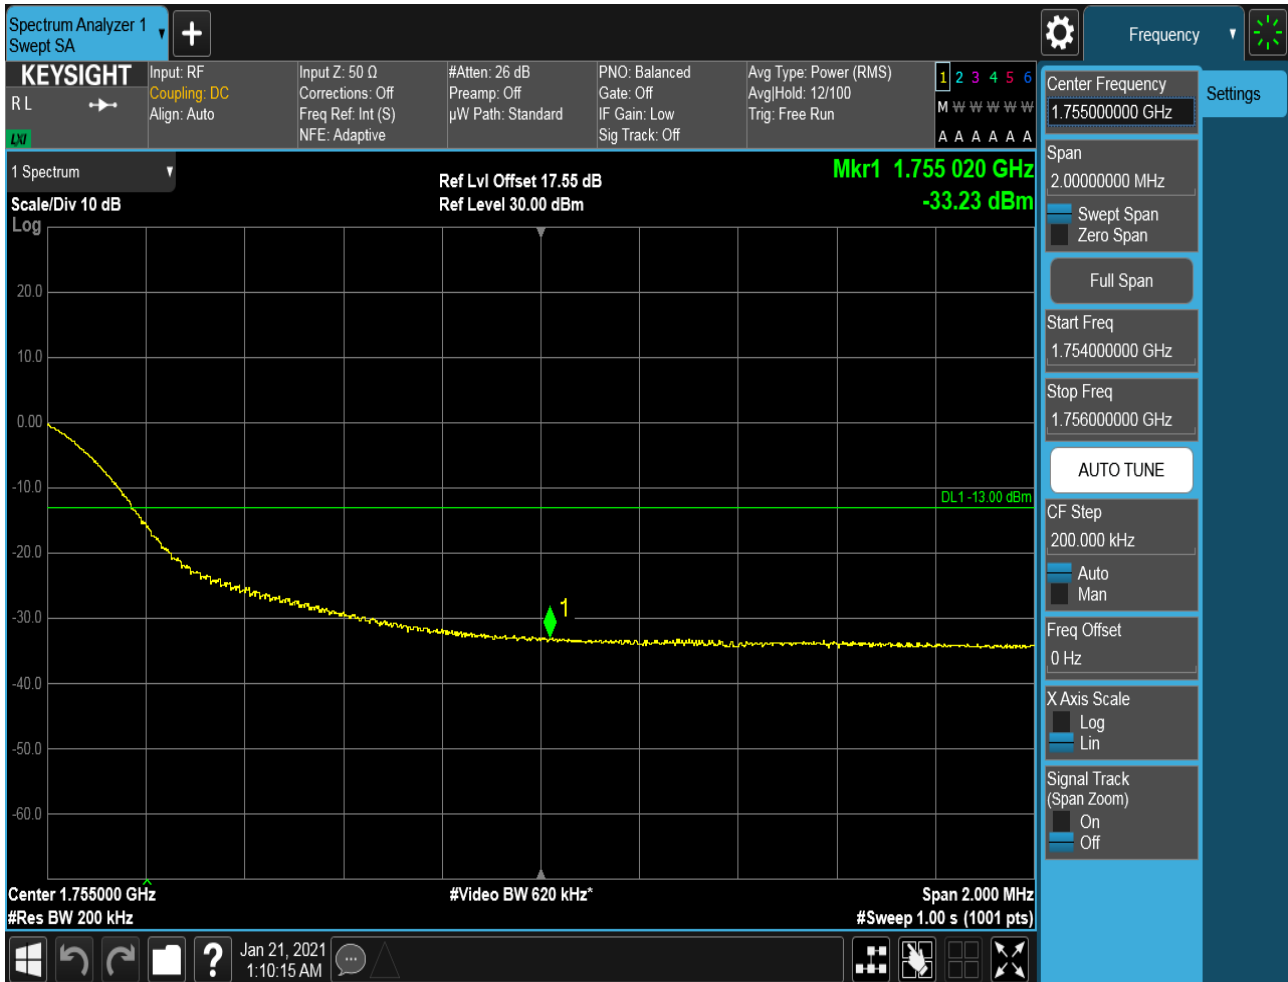 Spectrum Analyzer 1
Swept SA
+
Frequency
KEYSIGHT
R L
LXI
Input: RF
Coupling: DC
Align: Auto
Input Z: 50 Ω
Corrections: Off
Freq Ref: Int (S)
NFE: Adaptive
#Atten: 26 dB
Preamp: Off
µW Path: Standard
PNO: Balanced
Gate: Off
IF Gain: Low
Sig Track: Off
Avg Type: Power (RMS)
Avg|Hold: 12/100
Trig: Free Run
1 2 3 4 5 6
M W W W W W
A A A A A A
1 Spectrum
Scale/Div 10 dB
Log
Ref Lvl Offset 17.55 dB
Ref Level 30.00 dBm
Mkr1 1.755 020 GHz
-33.23 dBm
20.0
10.0
0.00
-10.0
-20.0
-30.0
-40.0
-50.0
-60.0
DL1 -13.00 dBm
1
Center 1.755000 GHz
#Res BW 200 kHz
#Video BW 620 kHz*
Span 2.000 MHz
#Sweep 1.00 s (1001 pts)
Center Frequency
1.755000000 GHz
Settings
Span
2.00000000 MHz
Swept Span
Zero Span
Full Span
Start Freq
1.754000000 GHz
Stop Freq
1.756000000 GHz
AUTO TUNE
CF Step
200.000 kHz
Auto
Man
Freq Offset
0 Hz
X Axis Scale
Log
Lin
Signal Track
(Span Zoom)
On
Off
?
Jan 21, 2021
1:10:15 AM